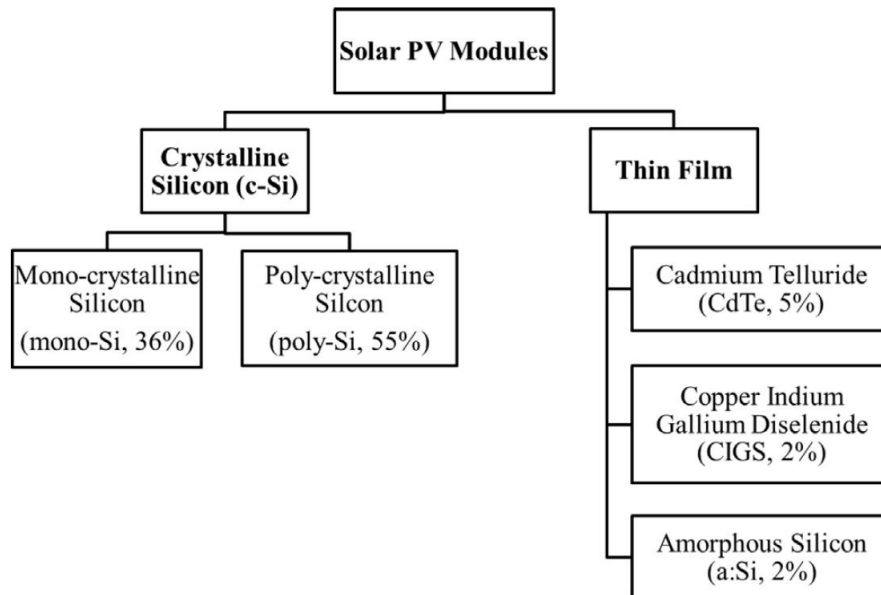 Solar PV Modules
Crystalline
Silicon (c-Si)
Thin Film
Mono-crystalline
Silicon
(mono-Si, 36%)
Poly-crystalline
Silcon
(poly-Si, 55%)
Cadmium Telluride
(CdTe, 5%)
Copper Indium
Gallium Diselenide
(CIGS, 2%)
Amorphous Silicon
(a:Si, 2%)